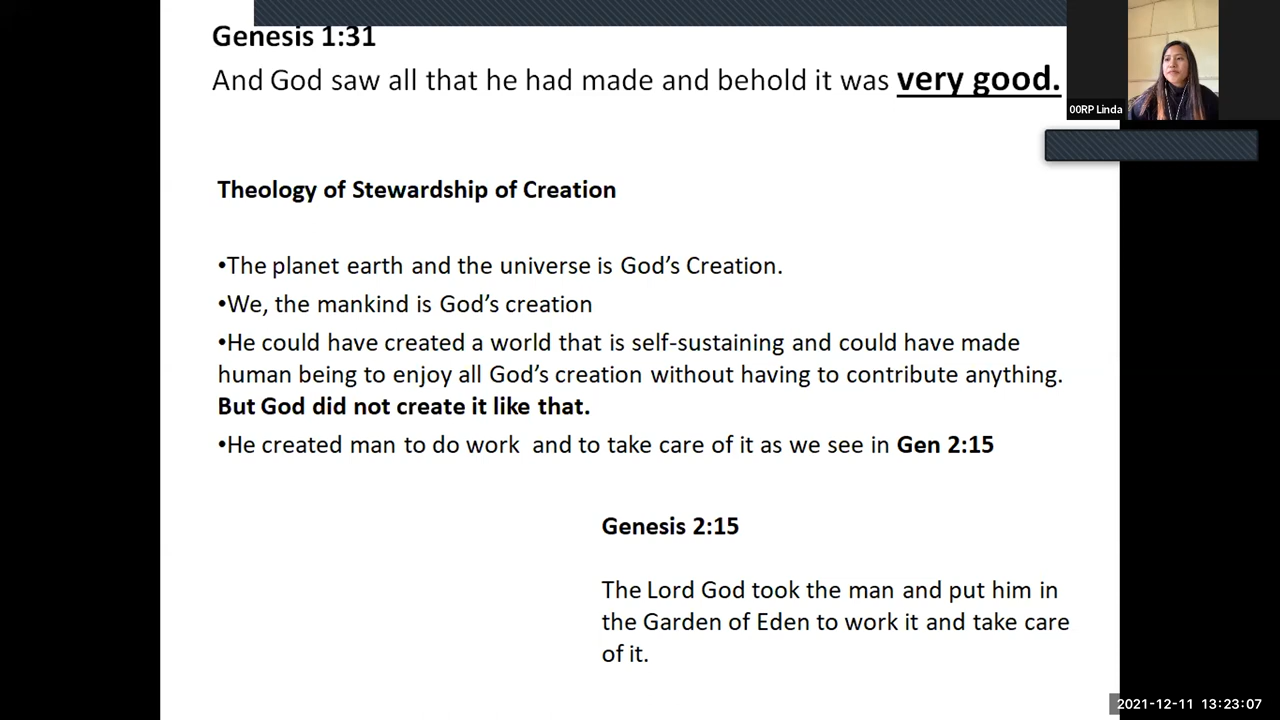 Genesis 1:31
And God saw all that he had made and behold it was very good.
00RP Linda
Theology of Stewardship of Creation
•The planet earth and the universe is God’s Creation.
•We, the mankind is God’s creation
•He could have created a world that is self-sustaining and could have made
human being to enjoy all God’s creation without having to contribute anything.
But God did not create it like that.
•He created man to do work  and to take care of it as we see in Gen 2:15
Genesis 2:15
The Lord God took the man and put him in
the Garden of Eden to work it and take care
of it.
2021-12-11 13:23:07